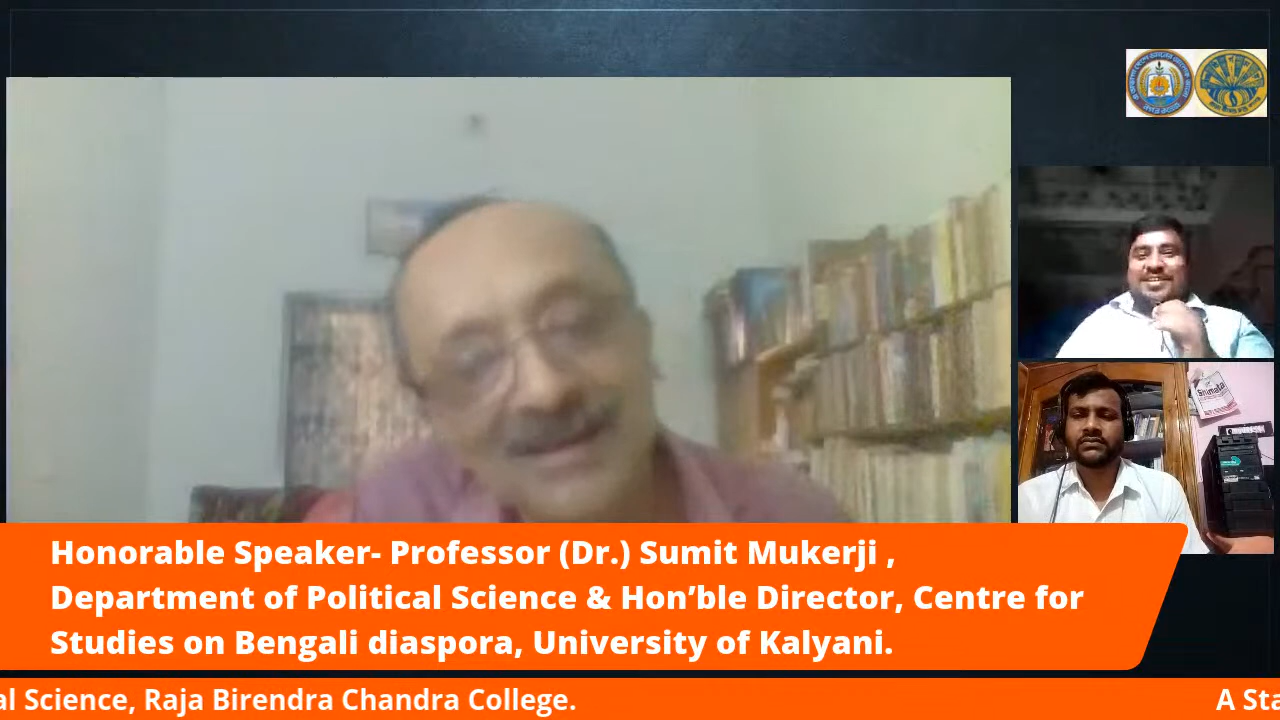 Srimata
Honorable Speaker- Professor (Dr.) Sumit Mukerji ,
Department of Political Science & Hon’ble Director, Centre for
Studies on Bengali diaspora, University of Kalyani.
al Science, Raja Birendra Chandra College.
A Sta